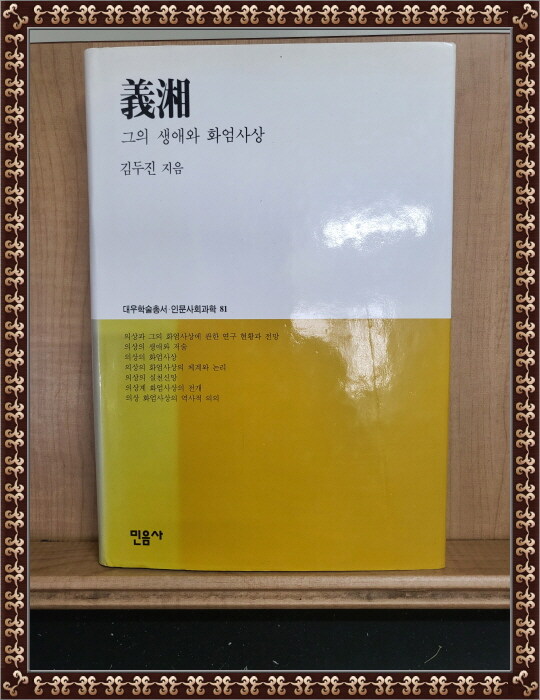 義湘
그의 생애와 화엄사상
김두진 지음
대우학술총서·인문사회과학 81
의상과 그의 화엄사상에 관한 연구 현황과 전망
의상의 생애와 저술
의상의 화엄사상
의상의 화엄사상의 체계와 논리
의상의 실천신앙
의상계 화엄사상의 전개
의상 화엄사상의 역사적 의의
민음사